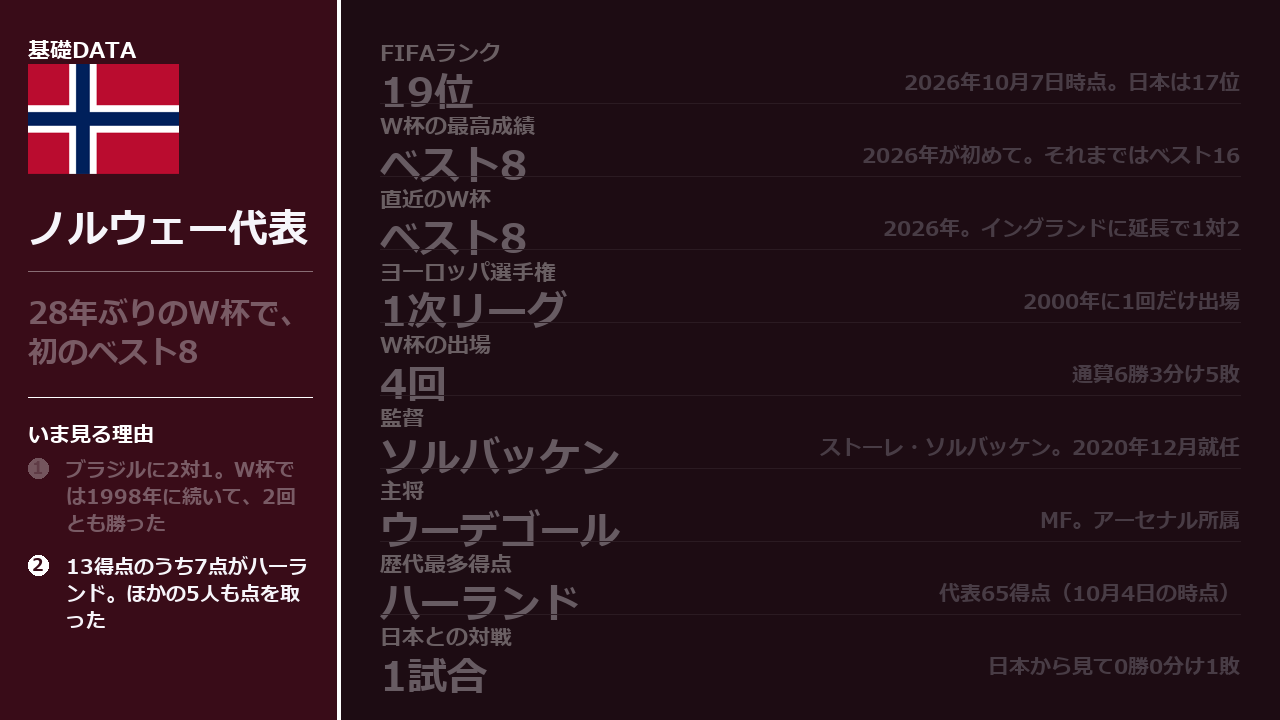 基礎DATA
ノルウェー代表
28年ぶりのW杯で、
初のベスト8
いま見る理由
1 ブラジルに2対1。W杯で
は1998年に続いて、2回
とも勝った
2 13得点のうち7点がハーラ
ンド。ほかの5人も点を取
った
FIFAランク
19位 2026年10月7日時点。日本は17位
W杯の最高成績
ベスト8 2026年が初めて。それまではベスト16
直近のW杯
ベスト8 2026年。イングランドに延長で1対2
ヨーロッパ選手権
1次リーグ 2000年に1回だけ出場
W杯の出場
4回 通算6勝3分け5敗
監督
ソルバッケン ストーレ・ソルバッケン。2020年12月就任
主将
ウーデゴール MF。アーセナル所属
歴代最多得点
ハーランド 代表65得点（10月4日の時点）
日本との対戦
1試合 日本から見て0勝0分け1敗